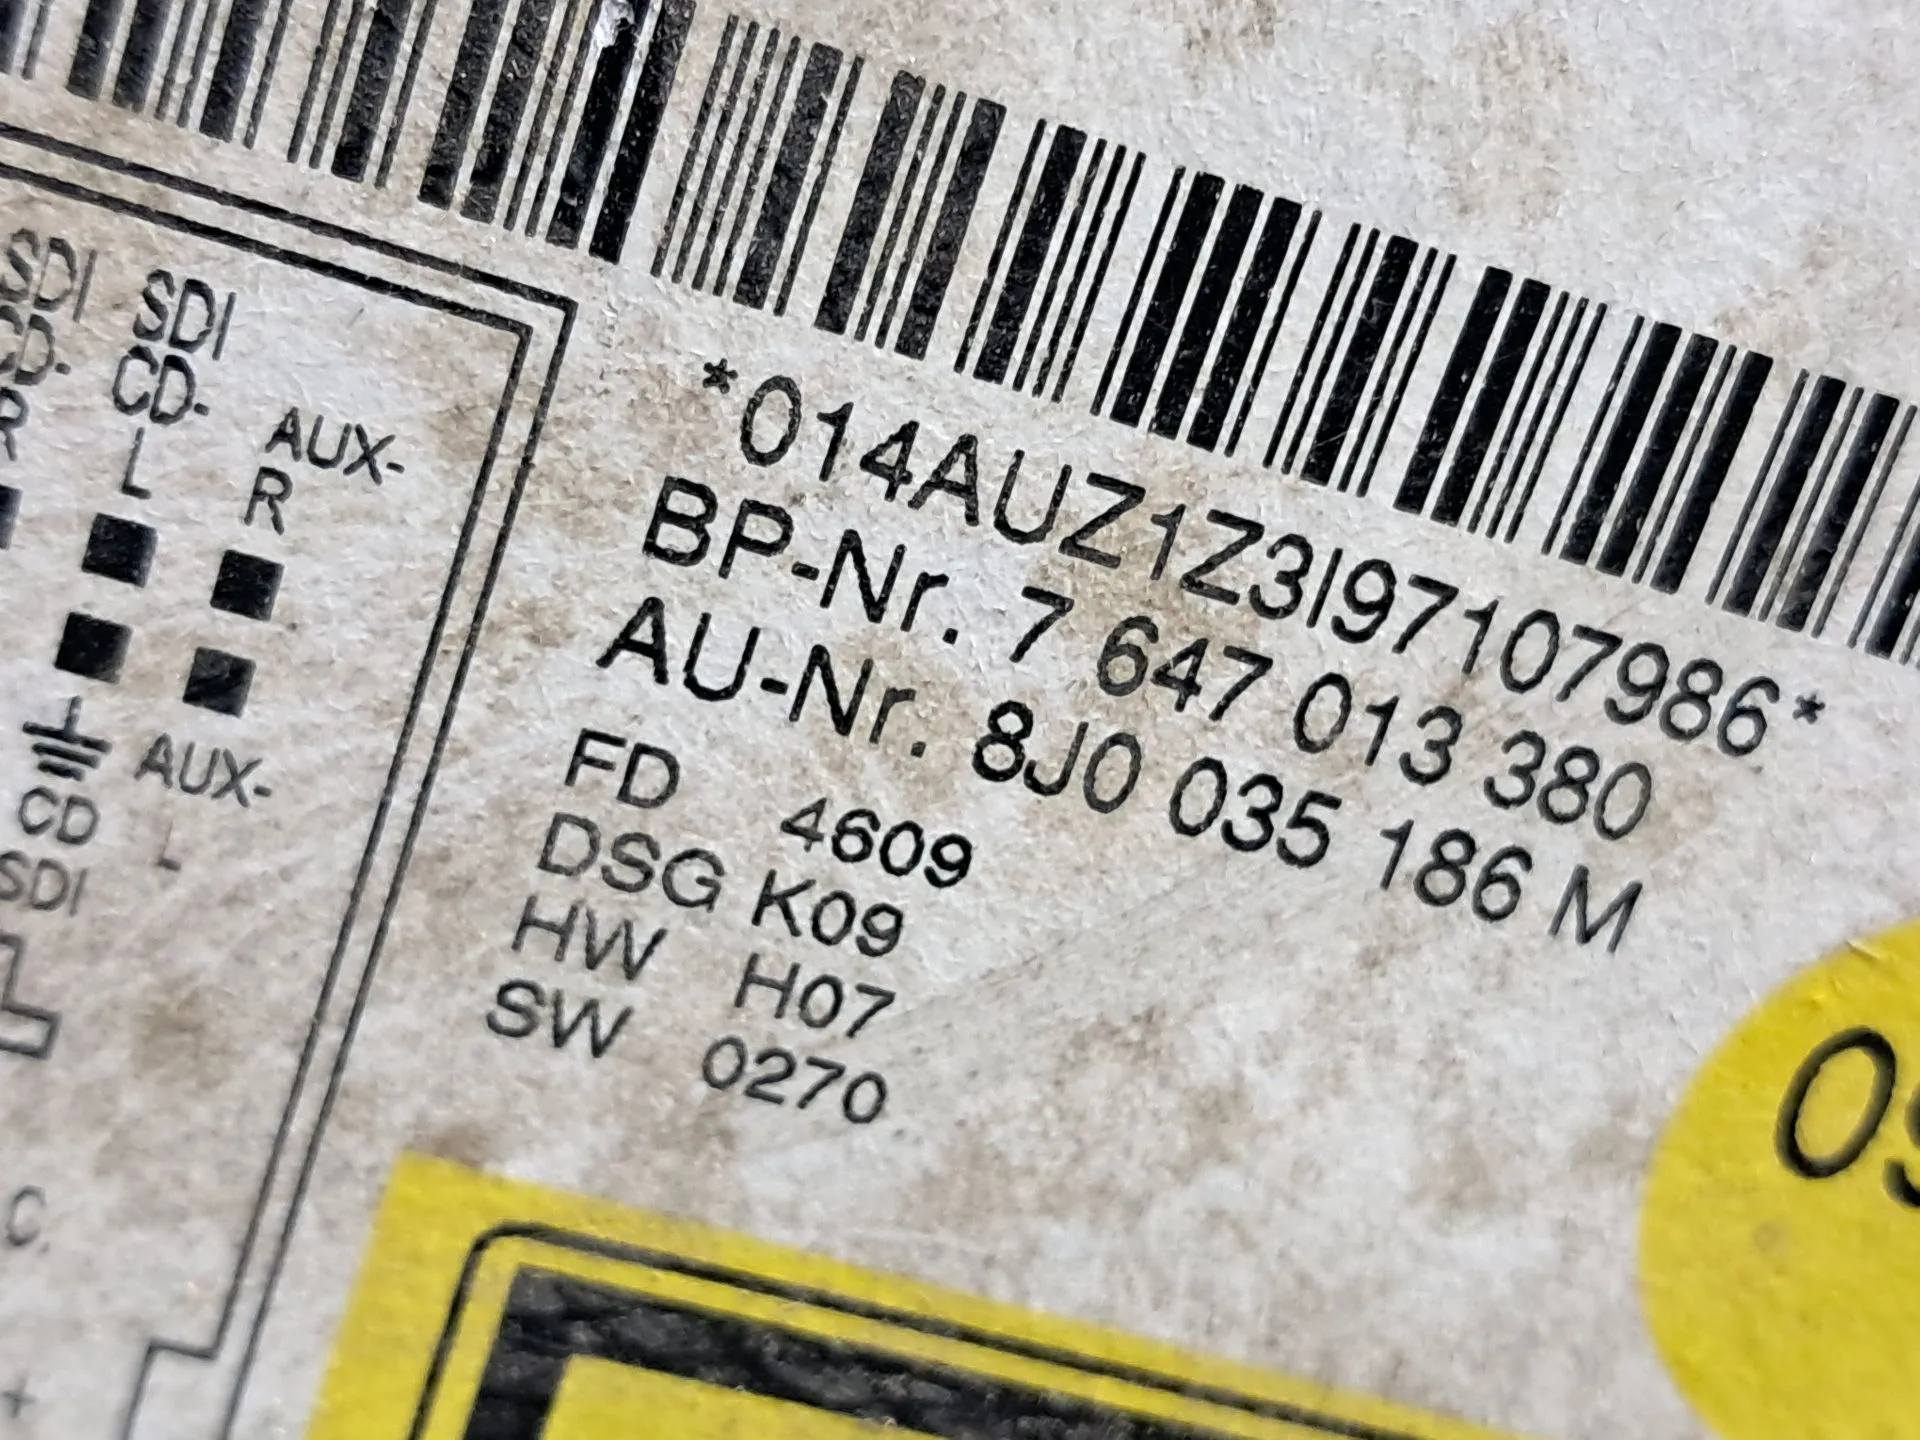 *014AUZ1Z3I97107986*
BP-Nr. 7 647 013 380
AU-Nr. 8J0 035 186 M
FD 4609
DSG K09
HW H07
SW 0270
SDI SDI
CD- CD- AUX-
R L R
CD AUX-
SDI L
C.
+